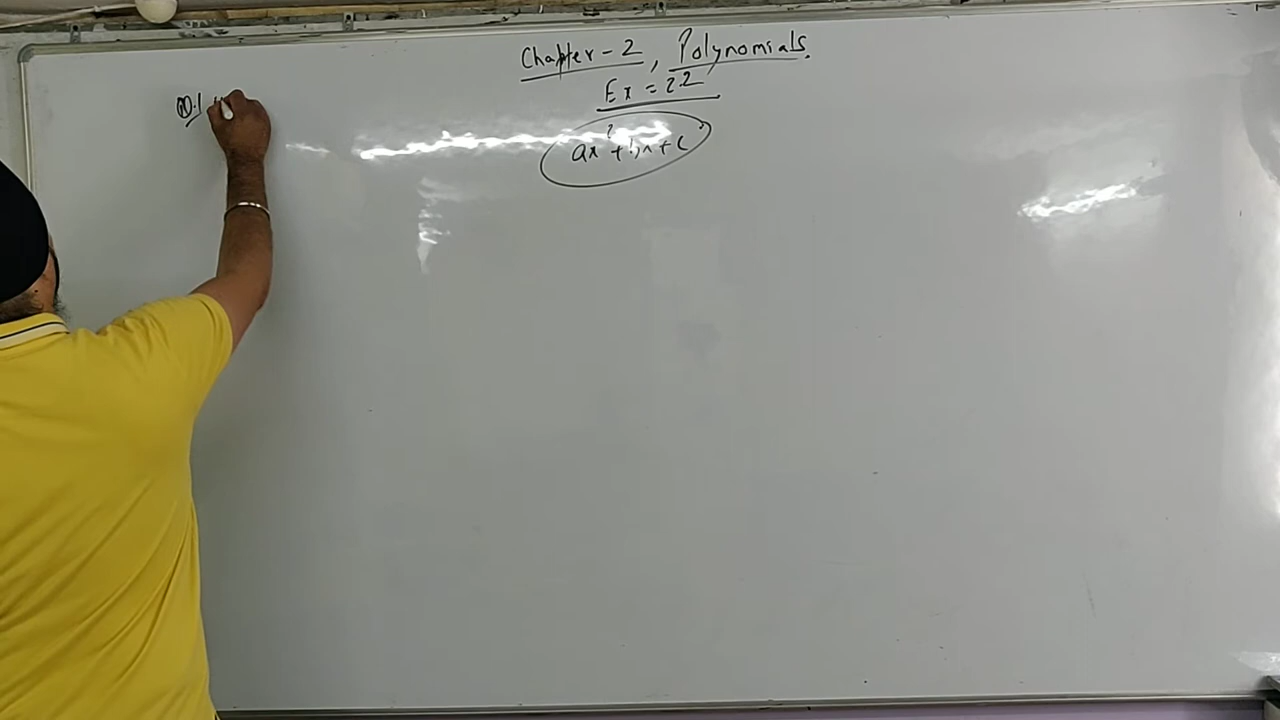 Chapter-2, Polynomials.
Ex = 2.2
ax²+bx+c
Q.1